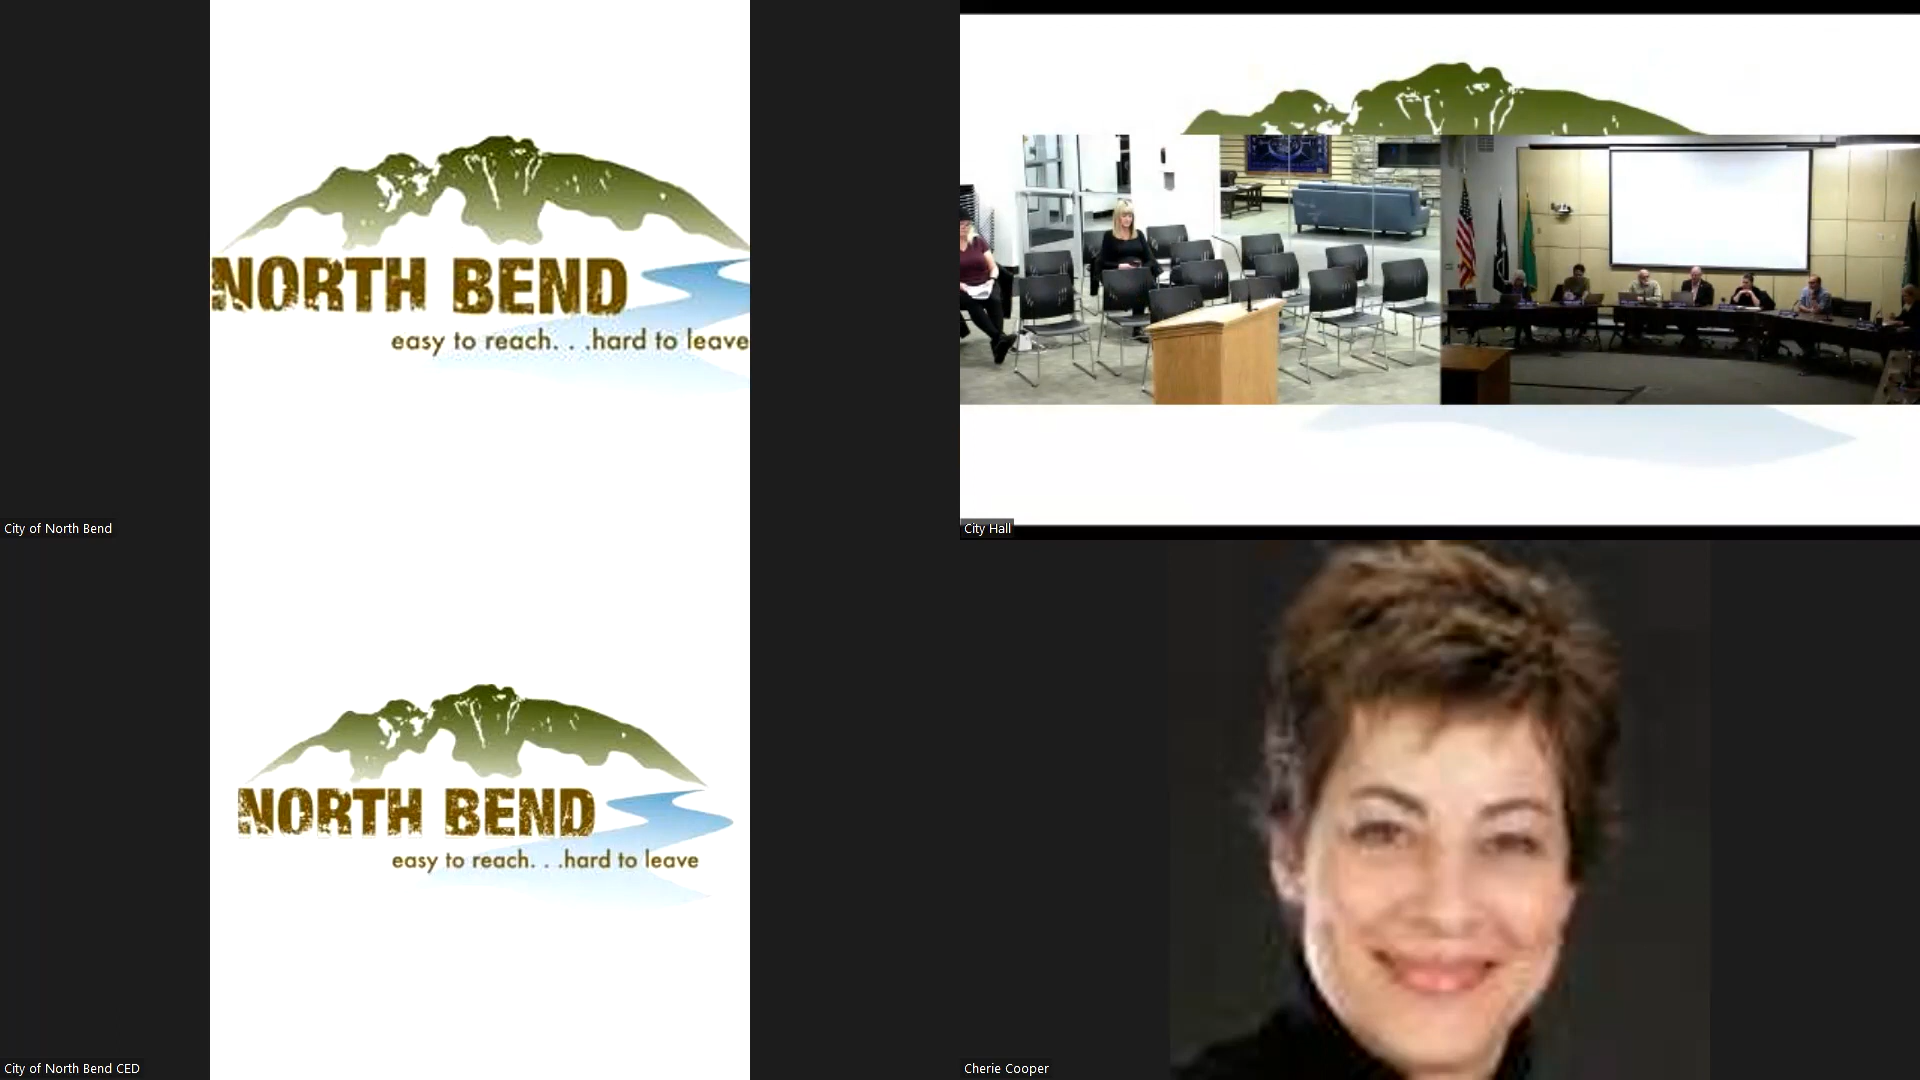 NORTH BEND
easy to reach. . .hard to leave
City of North Bend
City Hall
NORTH BEND
easy to reach. . .hard to leave
City of North Bend CED
Cherie Cooper